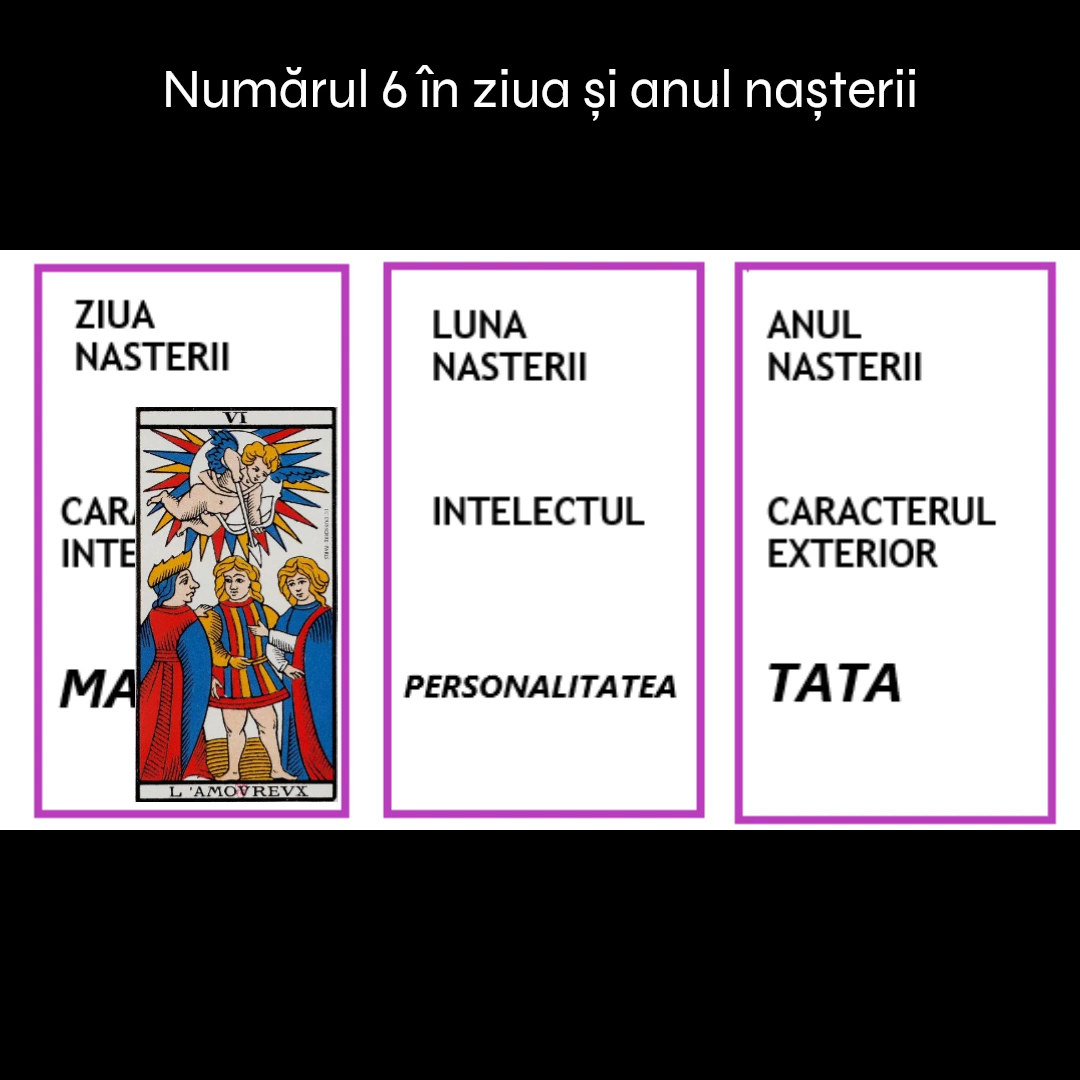 Numărul 6 în ziua și anul nașterii
ZIUA
NASTERII
VI
L'AMOVREVX
LUNA
NASTERII
INTELECTUL
PERSONALITATEA
ANUL
NASTERII
CARACTERUL
EXTERIOR
TATA